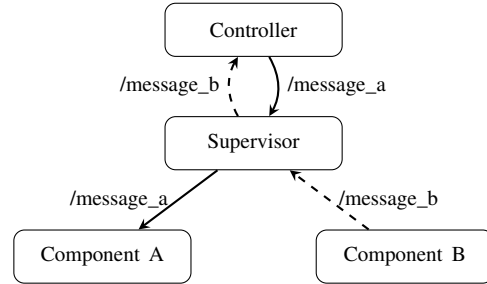 Controller
/message_b
/message_a
Supervisor
/message_a
/message_b
Component A
Component B